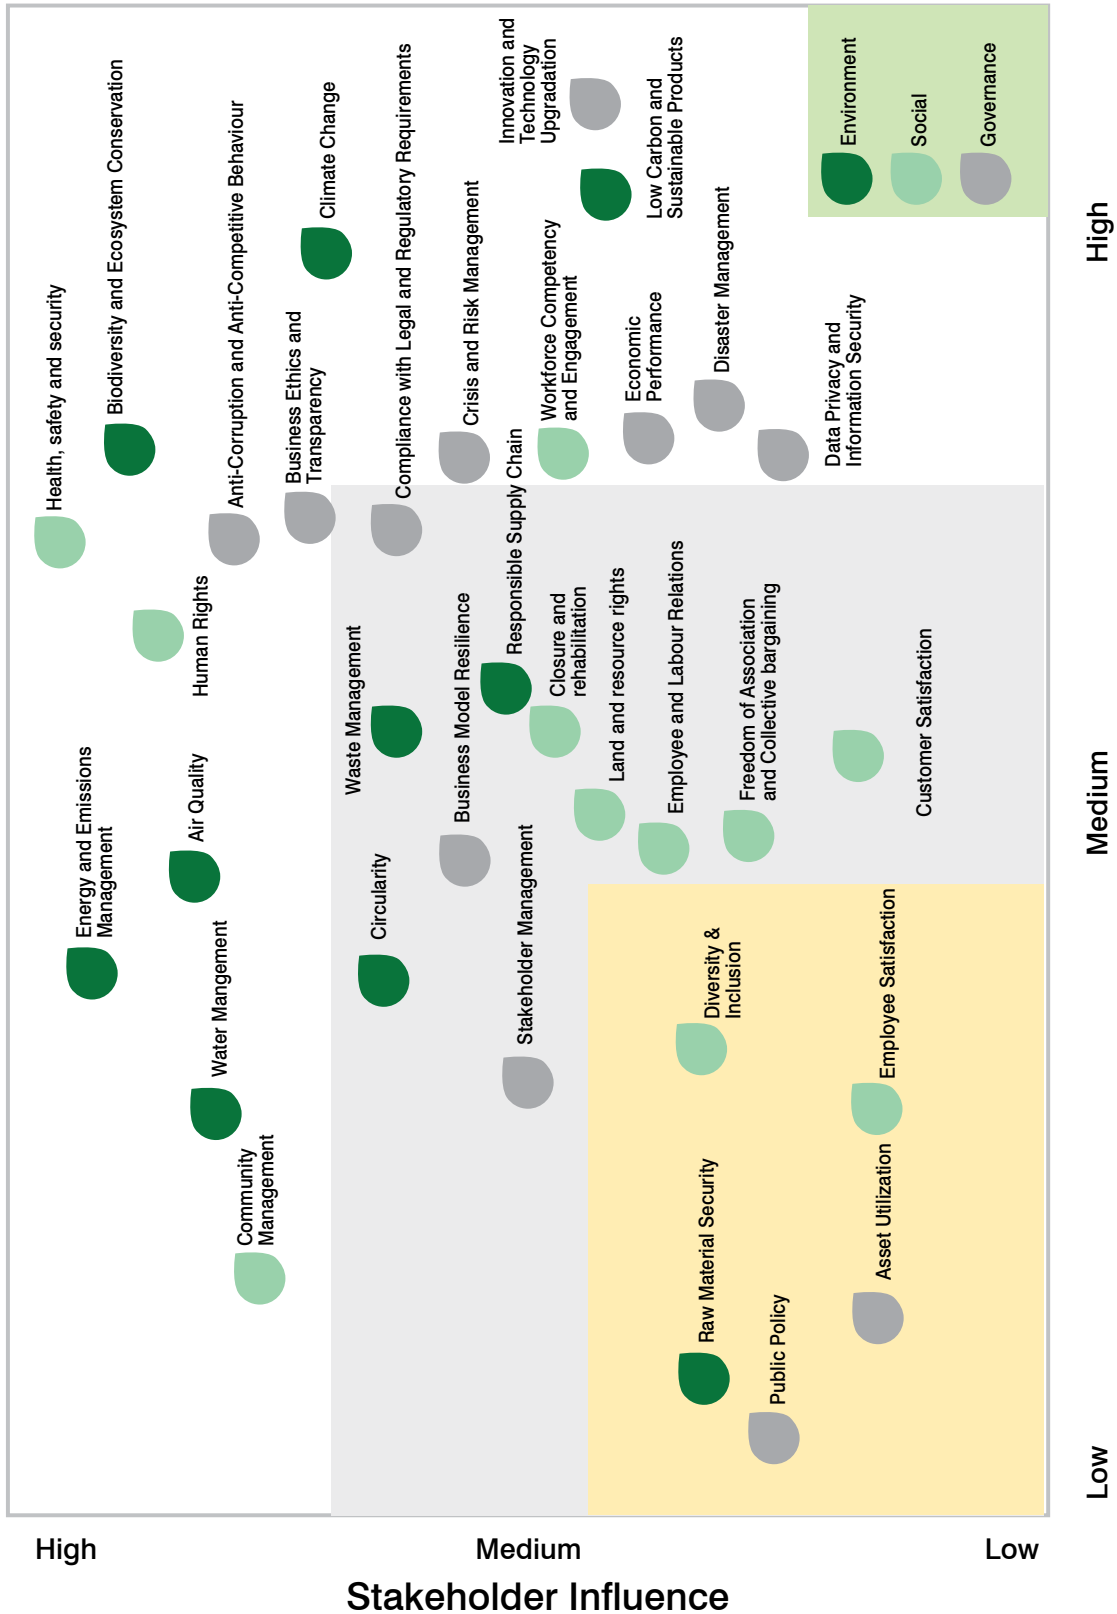 Health, safety and security
Biodiversity and Ecosystem Conservation
Anti-Corruption and Anti-Competitive Behaviour
Business Ethics and
Transparency
Climate Change
Compliance with Legal and Regulatory Requirements
Crisis and Risk Management
Innovation and
Technology
Upgradation
Low Carbon and
Sustainable Products
Workforce Competency
and Engagement
Economic
Performance
Disaster Management
Data Privacy and
Information Security
Environment
Social
Governance
Human Rights
Energy and Emissions
Management
Air Quality
Water Mangement
Community
Management
Waste Management
Business Model Resilience
Responsible Supply Chain
Closure and
rehabilitation
Land and resource rights
Employee and Labour Relations
Freedom of Association
and Collective bargaining
Customer Satisfaction
Circularity
Stakeholder Management
Diversity &
Inclusion
Employee Satisfaction
Raw Material Security
Public Policy
Asset Utilization
High
Medium
Low
High
Medium
Low
Stakeholder Influence